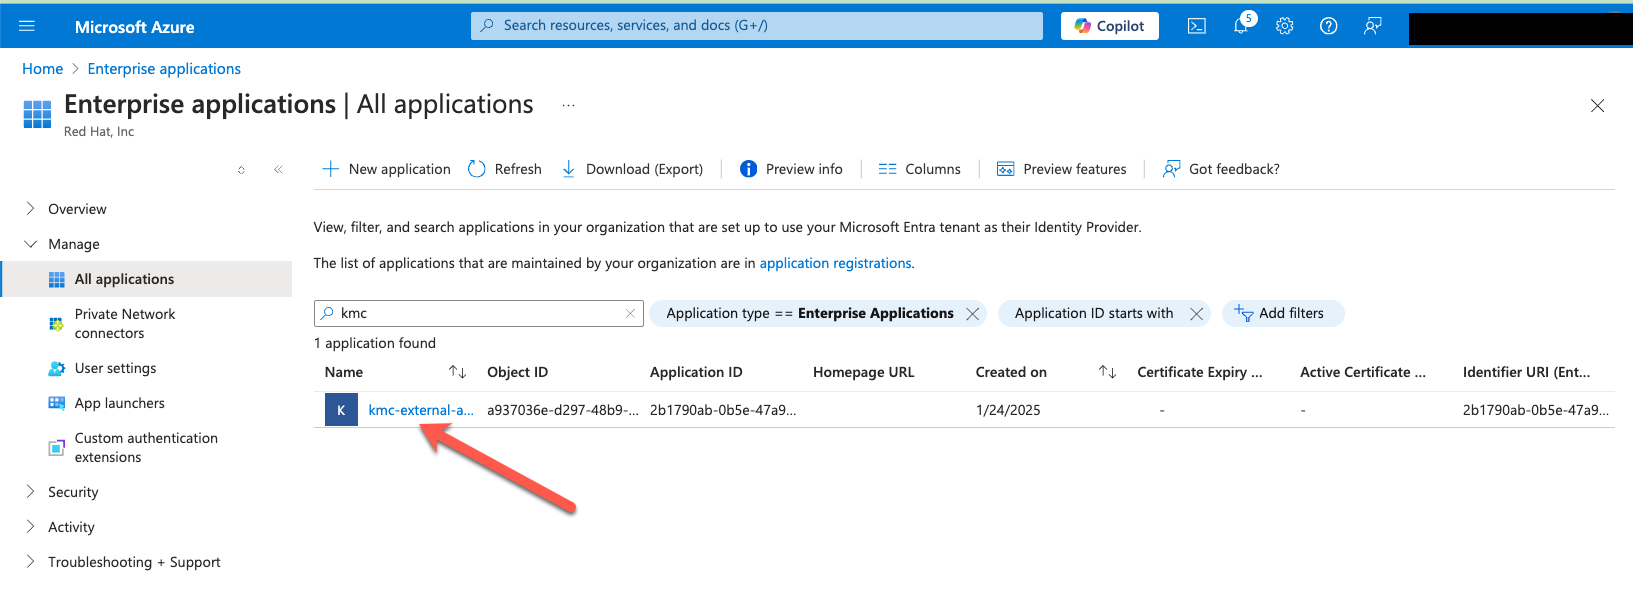 Microsoft Azure
Search resources, services, and docs (G+/)
Copilot
5
Home > Enterprise applications
Enterprise applications | All applications ...
Red Hat, Inc
New application
Refresh
Download (Export)
Preview info
Columns
Preview features
Got feedback?
Overview
Manage
All applications
Private Network
connectors
User settings
App launchers
Custom authentication
extensions
Security
Activity
Troubleshooting + Support
View, filter, and search applications in your organization that are set up to use your Microsoft Entra tenant as their Identity Provider.
The list of applications that are maintained by your organization are in application registrations.
kmc
Application type == Enterprise Applications
Application ID starts with
Add filters
1 application found
Name Object ID Application ID Homepage URL Created on Certificate Expiry ... Active Certificate ... Identifier URI (Ent...
K kmc-external-a... a937036e-d297-48b9-... 2b1790ab-0b5e-47a9... 1/24/2025 - - 2b1790ab-0b5e-47a9...